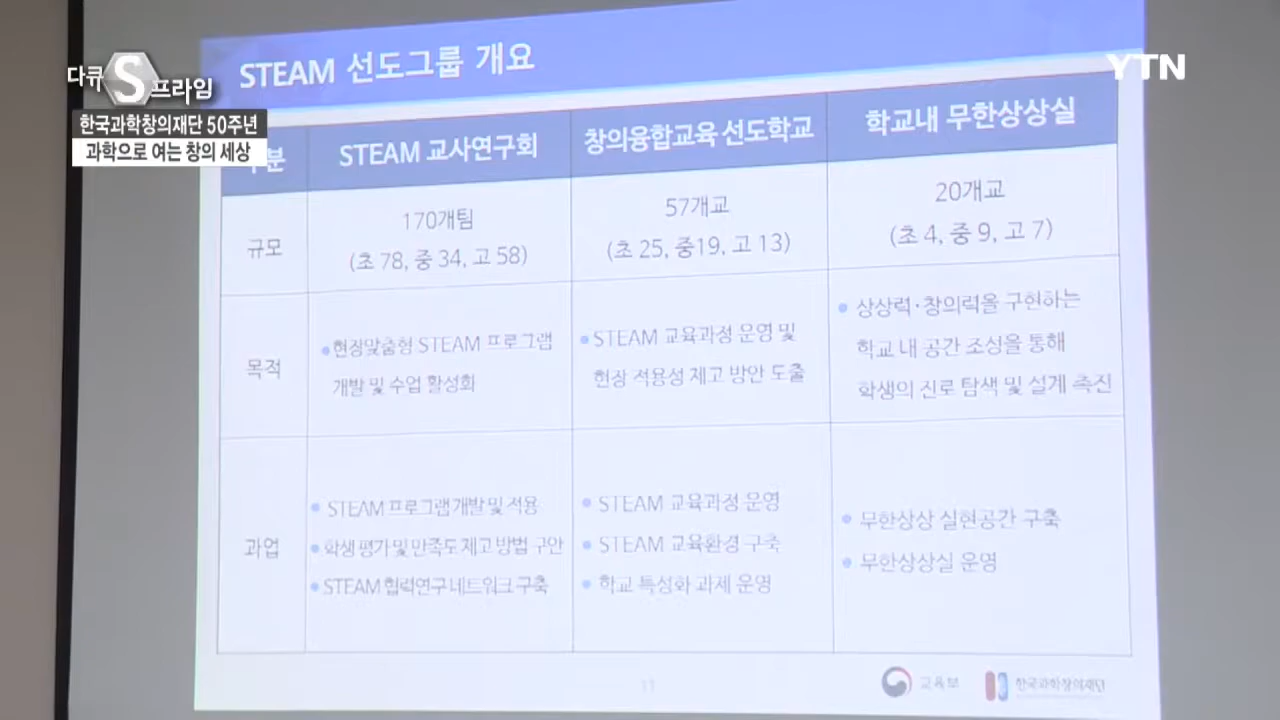 다큐 S 프라임
한국과학창의재단 50주년
과학으로 여는 창의 세상
YTN
STEAM 선도그룹 개요
분
STEAM 교사연구회
창의융합교육 선도학교
학교내 무한상상실
규모
170개팀
(초 78, 중 34, 고 58)
57개교
(초 25, 중19, 고 13)
20개교
(초 4, 중 9, 고 7)
목적
•현장맞춤형 STEAM 프로그램
개발 및 수업 활성화
•STEAM 교육과정 운영 및
현장 적용성 제고 방안 도출
• 상상력·창의력을 구현하는
학교 내 공간 조성을 통해
학생의 진로 탐색 및 설계 촉진
과업
• STEAM 프로그램 개발 및 적용
• 학생 평가 및 만족도 제고 방법 구안
• STEAM 협력연구 네트워크 구축
• STEAM 교육과정 운영
• STEAM 교육환경 구축
• 학교 특성화 과제 운영
• 무한상상 실현공간 구축
• 무한상상실 운영
11
교육부
한국과학창의재단